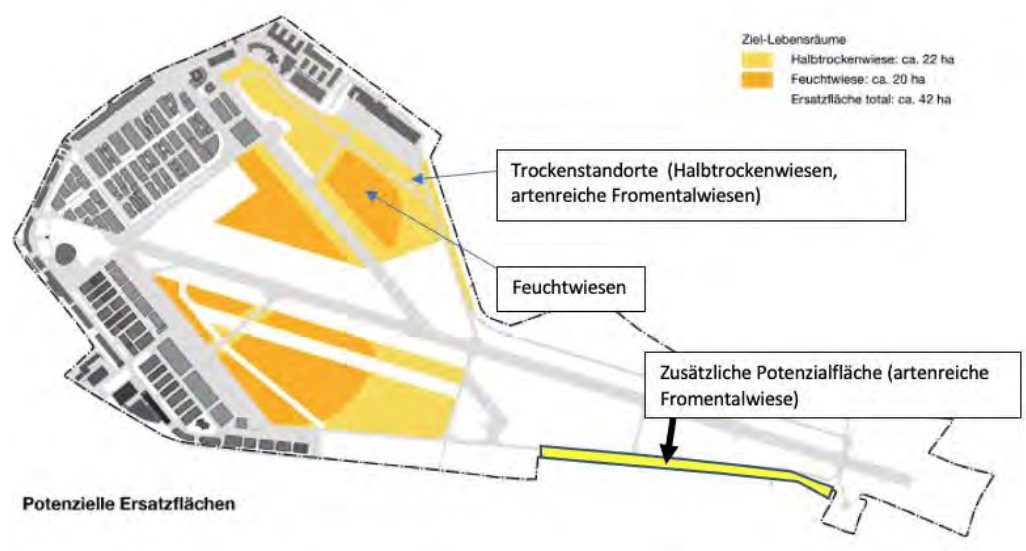 Ziel-Lebensräume
Halbtrockenwiese: ca. 22 ha
Feuchtwiese: ca. 20 ha
Ersatzfläche total: ca. 42 ha
Trockenstandorte (Halbtrockenwiesen,
artenreiche Fromentalwiesen)
Feuchtwiesen
Zusätzliche Potenzialfläche (artenreiche
Fromentalwiese)
Potenzielle Ersatzflächen